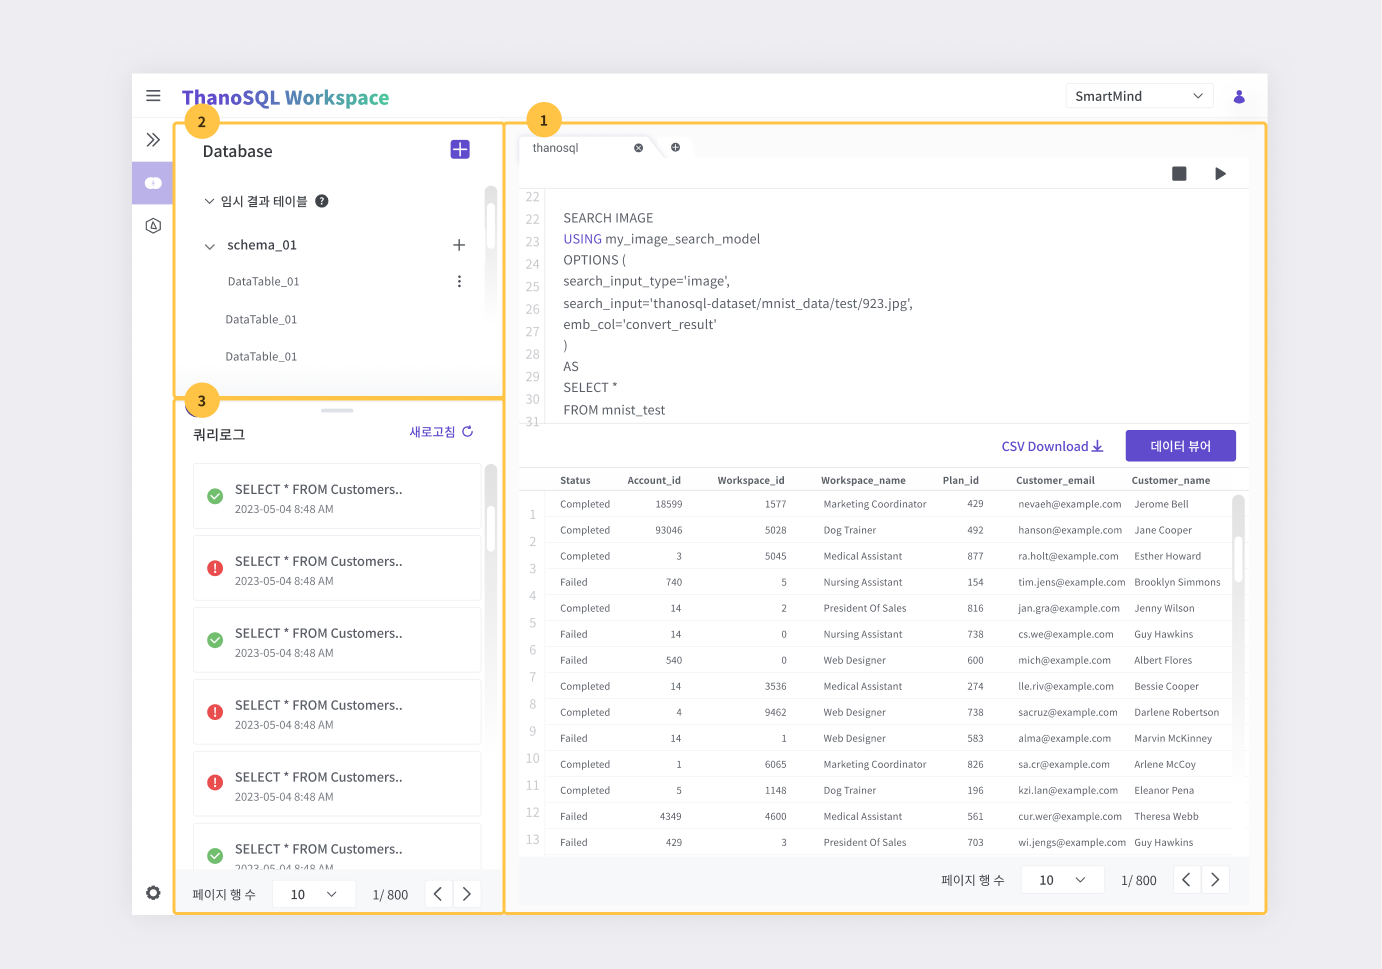 ThanoSQL Workspace
SmartMind
2
Database
임시 결과 테이블 ?
schema_01
DataTable_01
DataTable_01
DataTable_01
3
쿼리로그
새로고침
SELECT * FROM Customers..
2023-05-04 8:48 AM
SELECT * FROM Customers..
2023-05-04 8:48 AM
SELECT * FROM Customers..
2023-05-04 8:48 AM
SELECT * FROM Customers..
2023-05-04 8:48 AM
SELECT * FROM Customers..
2023-05-04 8:48 AM
SELECT * FROM Customers..
2023-05-04 8:48 AM
페이지 행 수 10 1/ 800
1
thanosql
22
22 SEARCH IMAGE
23 USING my_image_search_model
24 OPTIONS (
25 search_input_type='image',
26 search_input='thanosql-dataset/mnist_data/test/923.jpg',
27 emb_col='convert_result'
28 )
29 AS
30 SELECT *
31 FROM mnist_test
CSV Download
데이터 뷰어
Status Account_id Workspace_id Workspace_name Plan_id Customer_email Customer_name
1 Completed 18599 1577 Marketing Coordinator 429 nevaeh@example.com Jerome Bell
2 Completed 93046 5028 Dog Trainer 492 hanson@example.com Jane Cooper
3 Completed 3 5045 Medical Assistant 877 ra.holt@example.com Esther Howard
4 Failed 740 5 Nursing Assistant 154 tim.jens@example.com Brooklyn Simmons
5 Completed 14 2 President Of Sales 816 jan.gra@example.com Jenny Wilson
6 Failed 14 0 Nursing Assistant 738 cs.we@example.com Guy Hawkins
7 Failed 540 0 Web Designer 600 mich@example.com Albert Flores
8 Completed 14 3536 Medical Assistant 274 lle.riv@example.com Bessie Cooper
9 Completed 4 9462 Web Designer 738 sacruz@example.com Darlene Robertson
10 Failed 14 1 Web Designer 583 alma@example.com Marvin McKinney
11 Completed 1 6065 Marketing Coordinator 826 sa.cr@example.com Arlene McCoy
12 Completed 5 1148 Dog Trainer 196 kzi.lan@example.com Eleanor Pena
13 Failed 4349 4600 Medical Assistant 561 cur.wer@example.com Theresa Webb
Failed 429 3 President Of Sales 703 wi.jengs@example.com Guy Hawkins
페이지 행 수 10 1/ 800